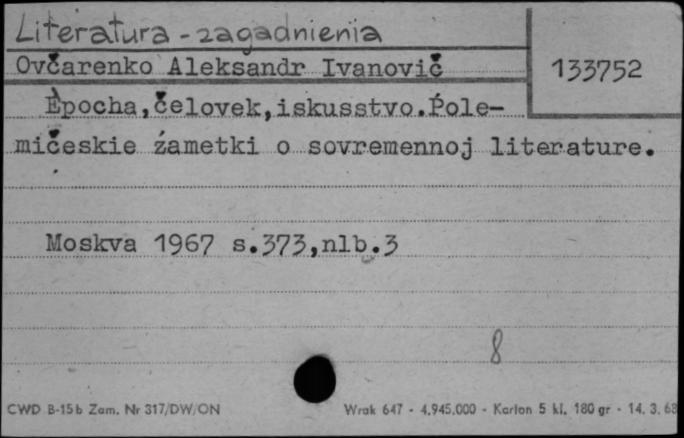 Literatura - zagadnienia
Ovčarenko Aleksandr Ivanovič
133752
Epocha, čelovek, iskusstvo. Pole-
mičeskie zametki o sovremennoj literature.
Moskva 1967 s.373,nlb.3
8
CWD B-15b Zam. Nr 317/DW/ON
Wrak 647 - 4.945.000 - Karton 5 kl. 180 gr - 14. 3. 68